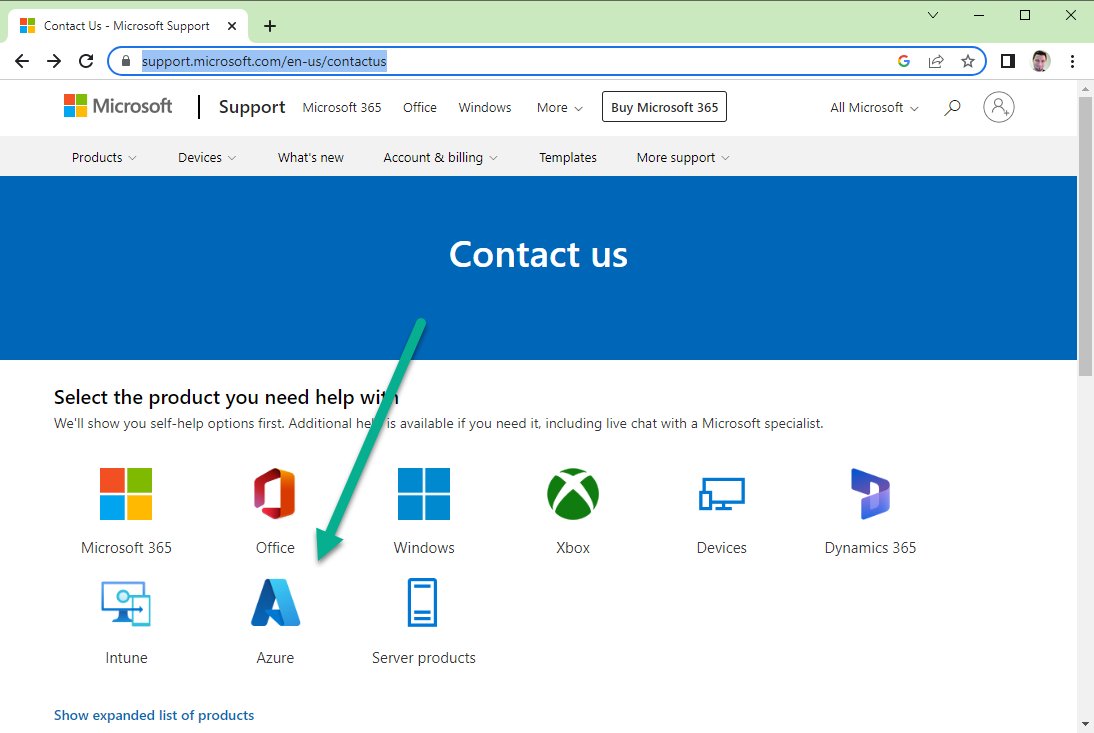 Contact Us - Microsoft Support
support.microsoft.com/en-us/contactus
Microsoft Support Microsoft 365 Office Windows More Buy Microsoft 365 All Microsoft
Products Devices What's new Account & billing Templates More support
Contact us
Select the product you need help with
We'll show you self-help options first. Additional help is available if you need it, including live chat with a Microsoft specialist.
Microsoft 365 Office Windows Xbox Devices Dynamics 365
Intune Azure Server products
Show expanded list of products